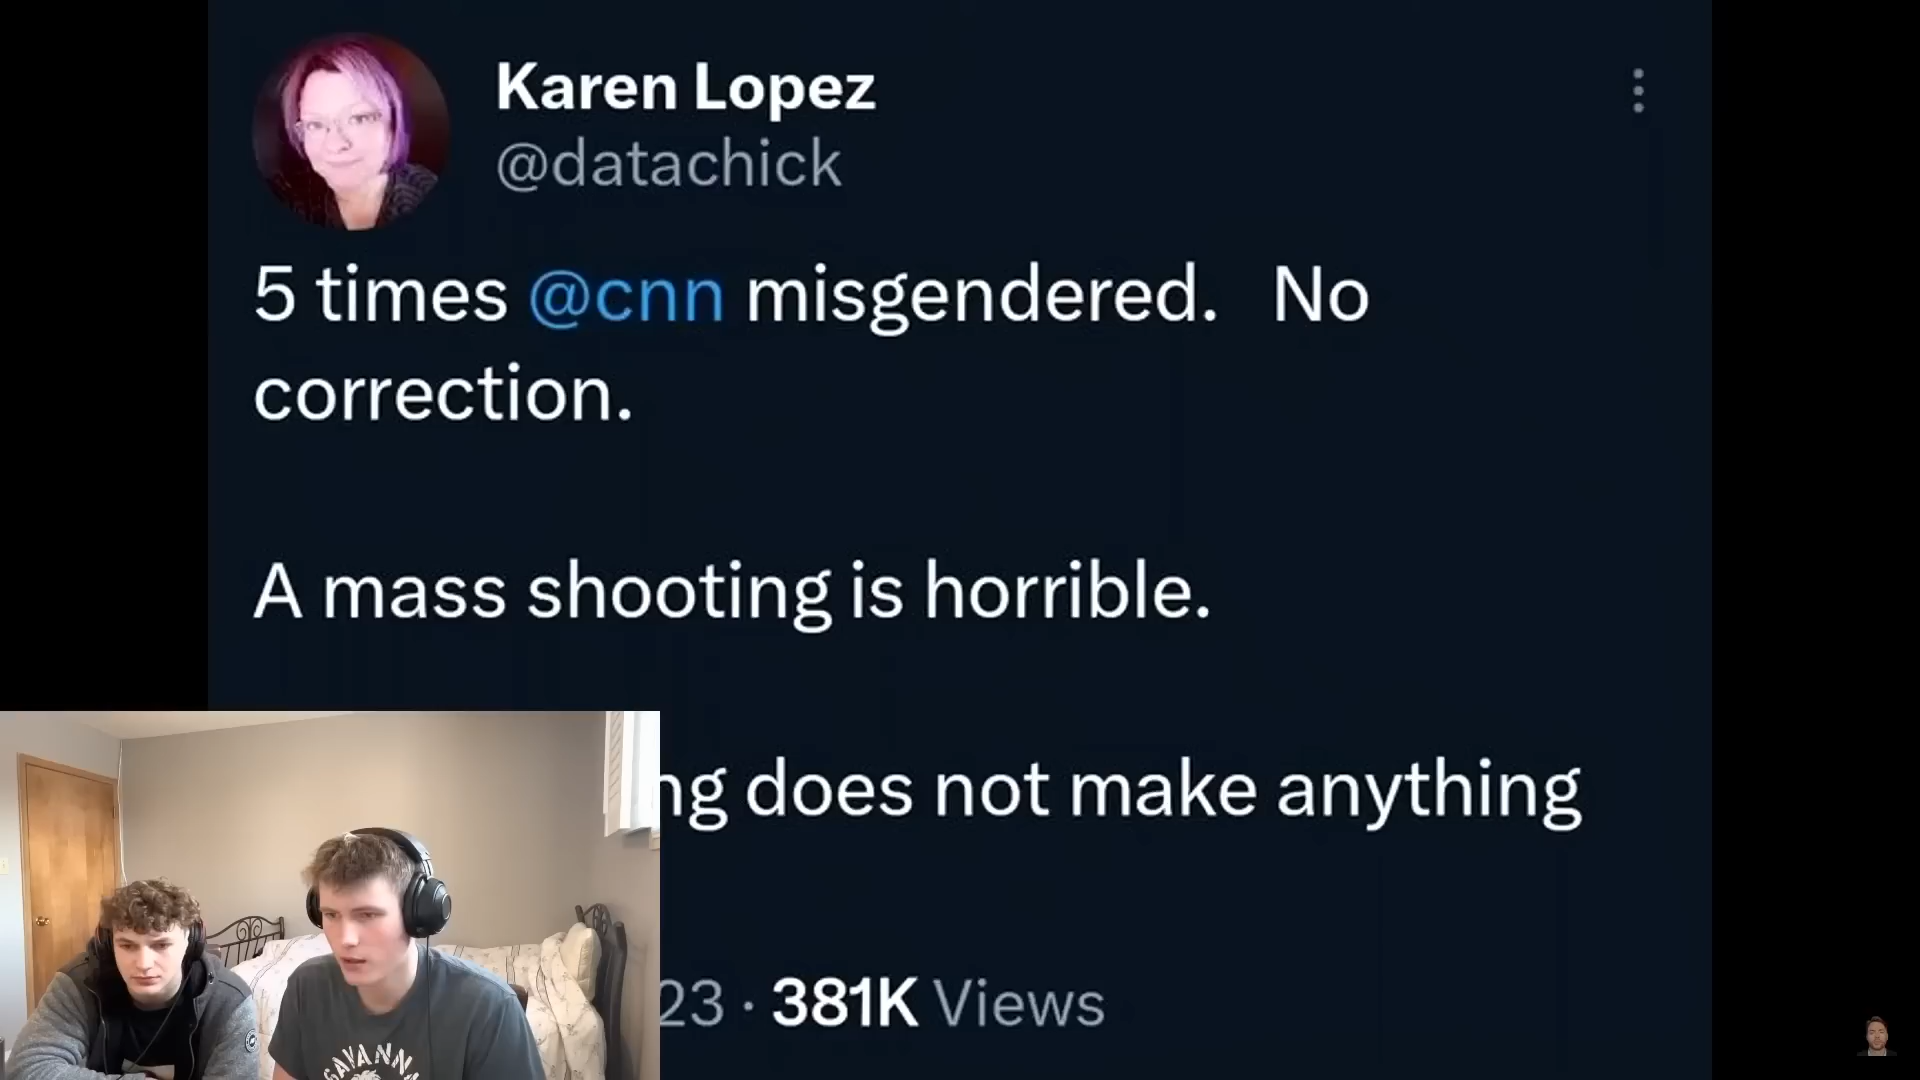 Karen Lopez
@datachick
5 times @cnn misgendered. No
correction.
A mass shooting is horrible.
ng does not make anything
23 · 381K Views
SAVANNA